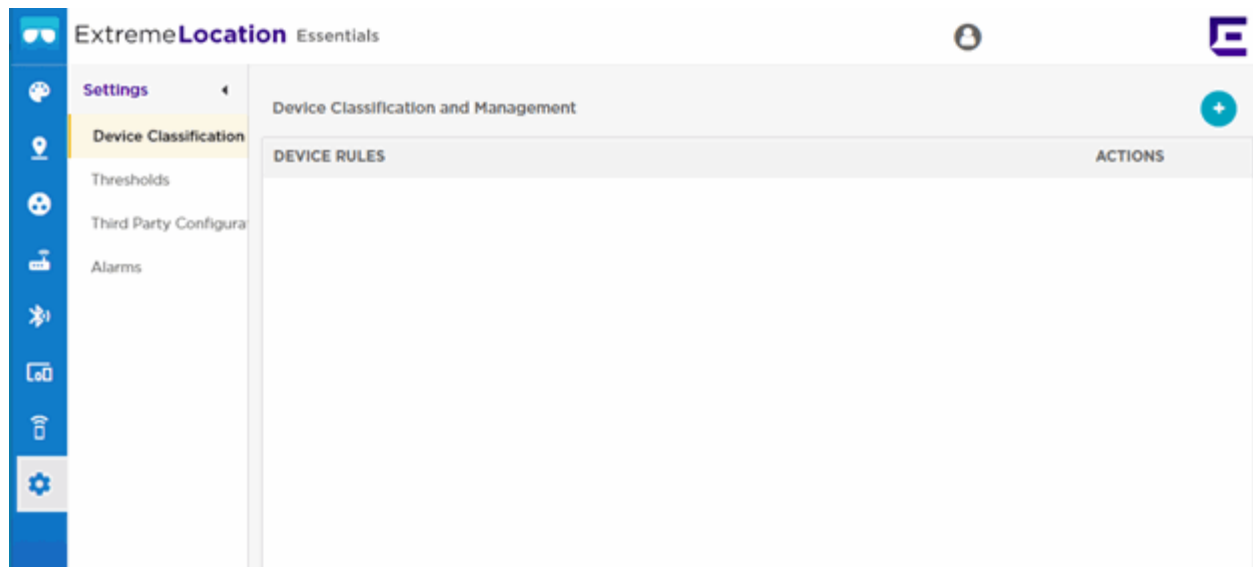 ExtremeLocation Essentials
Settings
Device Classification and Management
Device Classification
DEVICE RULES
ACTIONS
Thresholds
Third Party Configura
Alarms